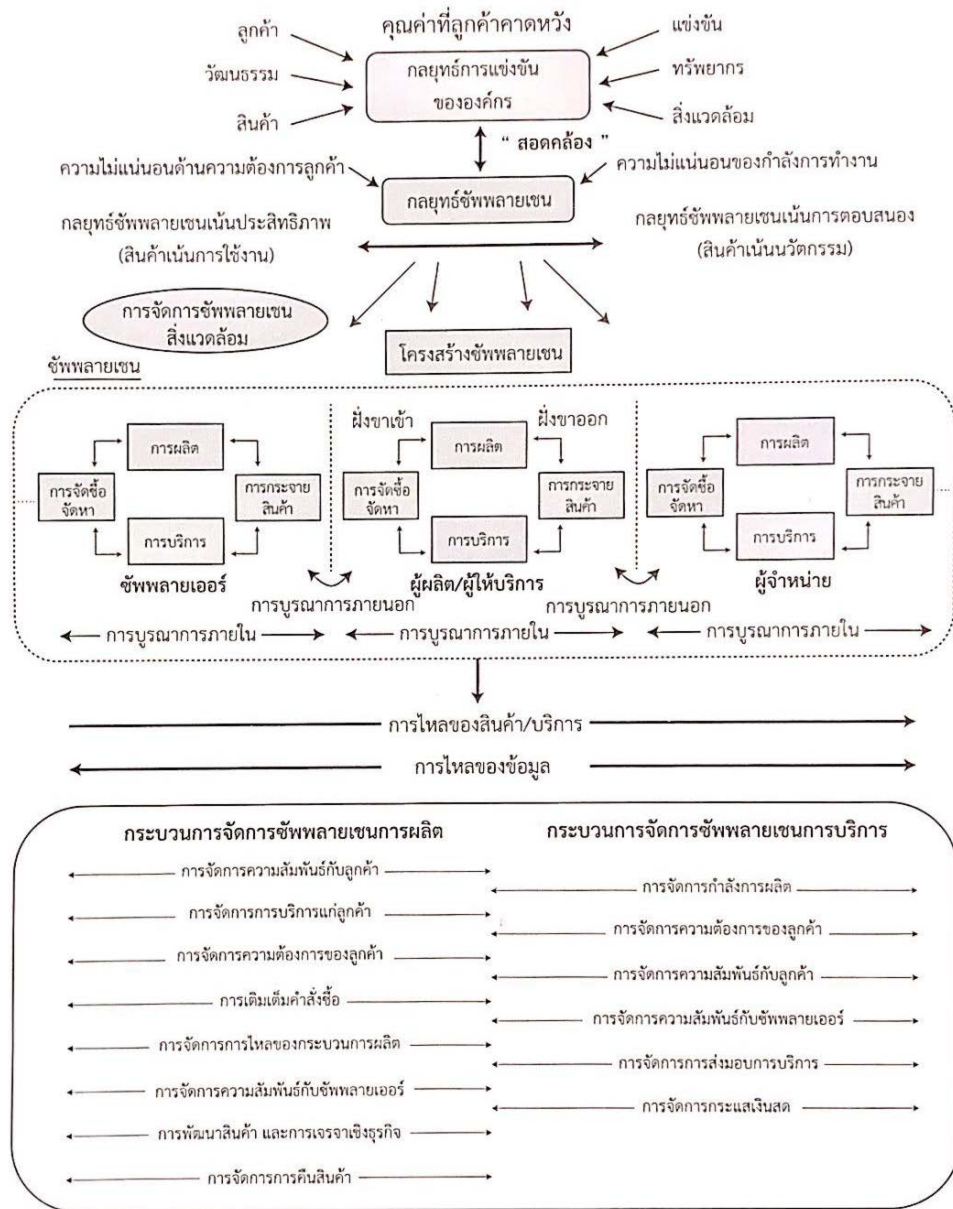 คุณค่าที่ลูกค้าคาดหวัง
ลูกค้า
แข่งขัน
วัฒนธรรม
กลยุทธ์การแข่งขัน
ขององค์กร
ทรัพยากร
สินค้า
สิ่งแวดล้อม
“ สอดคล้อง ”
ความไม่แน่นอนด้านความต้องการลูกค้า
ความไม่แน่นอนของกำลังการทำงาน
กลยุทธ์ซัพพลายเชน
กลยุทธ์ซัพพลายเชนเน้นประสิทธิภาพ
(สินค้าเน้นการใช้งาน)
กลยุทธ์ซัพพลายเชนเน้นการตอบสนอง
(สินค้าเน้นนวัตกรรม)
การจัดการซัพพลายเชน
สิ่งแวดล้อม
โครงสร้างซัพพลายเชน
ซัพพลายเชน
การผลิต
การจัดซื้อ
จัดหา
การกระจาย
สินค้า
การบริการ
ซัพพลายเออร์
ฝั่งขาเข้า
ฝั่งขาออก
การผลิต
การจัดซื้อ
จัดหา
การกระจาย
สินค้า
การบริการ
ผู้ผลิต/ผู้ให้บริการ
การผลิต
การจัดซื้อ
จัดหา
การกระจาย
สินค้า
การบริการ
ผู้จำหน่าย
การบูรณาการภายนอก
การบูรณาการภายนอก
การบูรณาการภายใน
การบูรณาการภายใน
การบูรณาการภายใน
การไหลของสินค้า/บริการ
การไหลของข้อมูล
กระบวนการจัดการซัพพลายเชนการผลิต
การจัดการความสัมพันธ์กับลูกค้า
การจัดการการบริการแก่ลูกค้า
การจัดการความต้องการของลูกค้า
การเติมเต็มคำสั่งซื้อ
การจัดการการไหลของกระบวนการผลิต
การจัดการความสัมพันธ์กับซัพพลายเออร์
การพัฒนาสินค้า และการเจรจาเชิงธุรกิจ
การจัดการการคืนสินค้า
กระบวนการจัดการซัพพลายเชนการบริการ
การจัดการกำลังการผลิต
การจัดการความต้องการของลูกค้า
การจัดการความสัมพันธ์กับลูกค้า
การจัดการความสัมพันธ์กับซัพพลายเออร์
การจัดการการส่งมอบการบริการ
การจัดการกระแสเงินสด